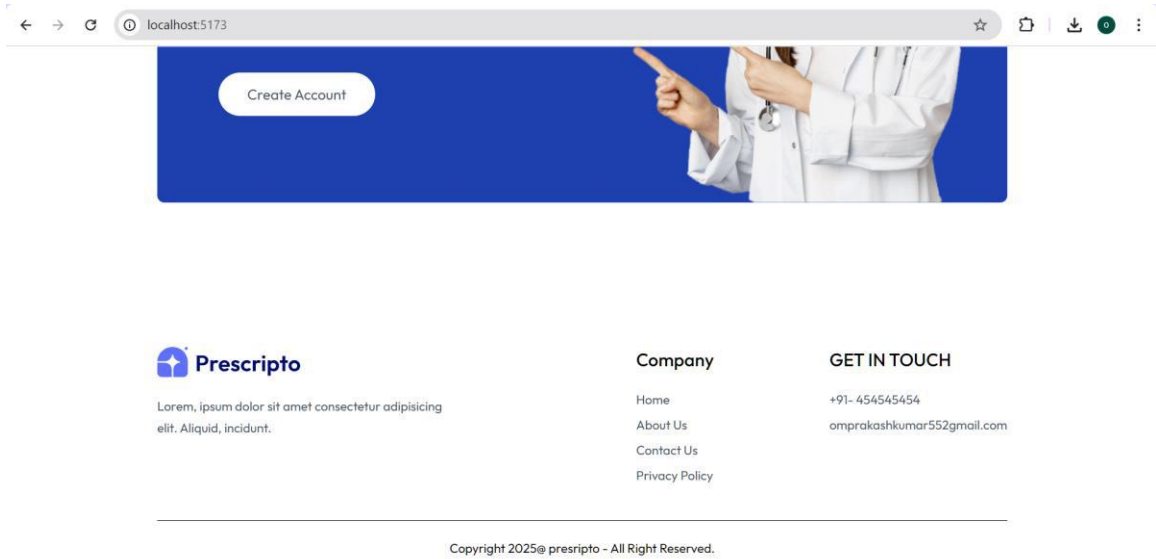 localhost:5173
Create Account
Prescripto
Lorem, ipsum dolor sit amet consectetur adipisicing
elit. Aliquid, incidunt.
Company
Home
About Us
Contact Us
Privacy Policy
GET IN TOUCH
+91- 454545454
omprakashkumar552gmail.com
Copyright 2025@ presripto - All Right Reserved.